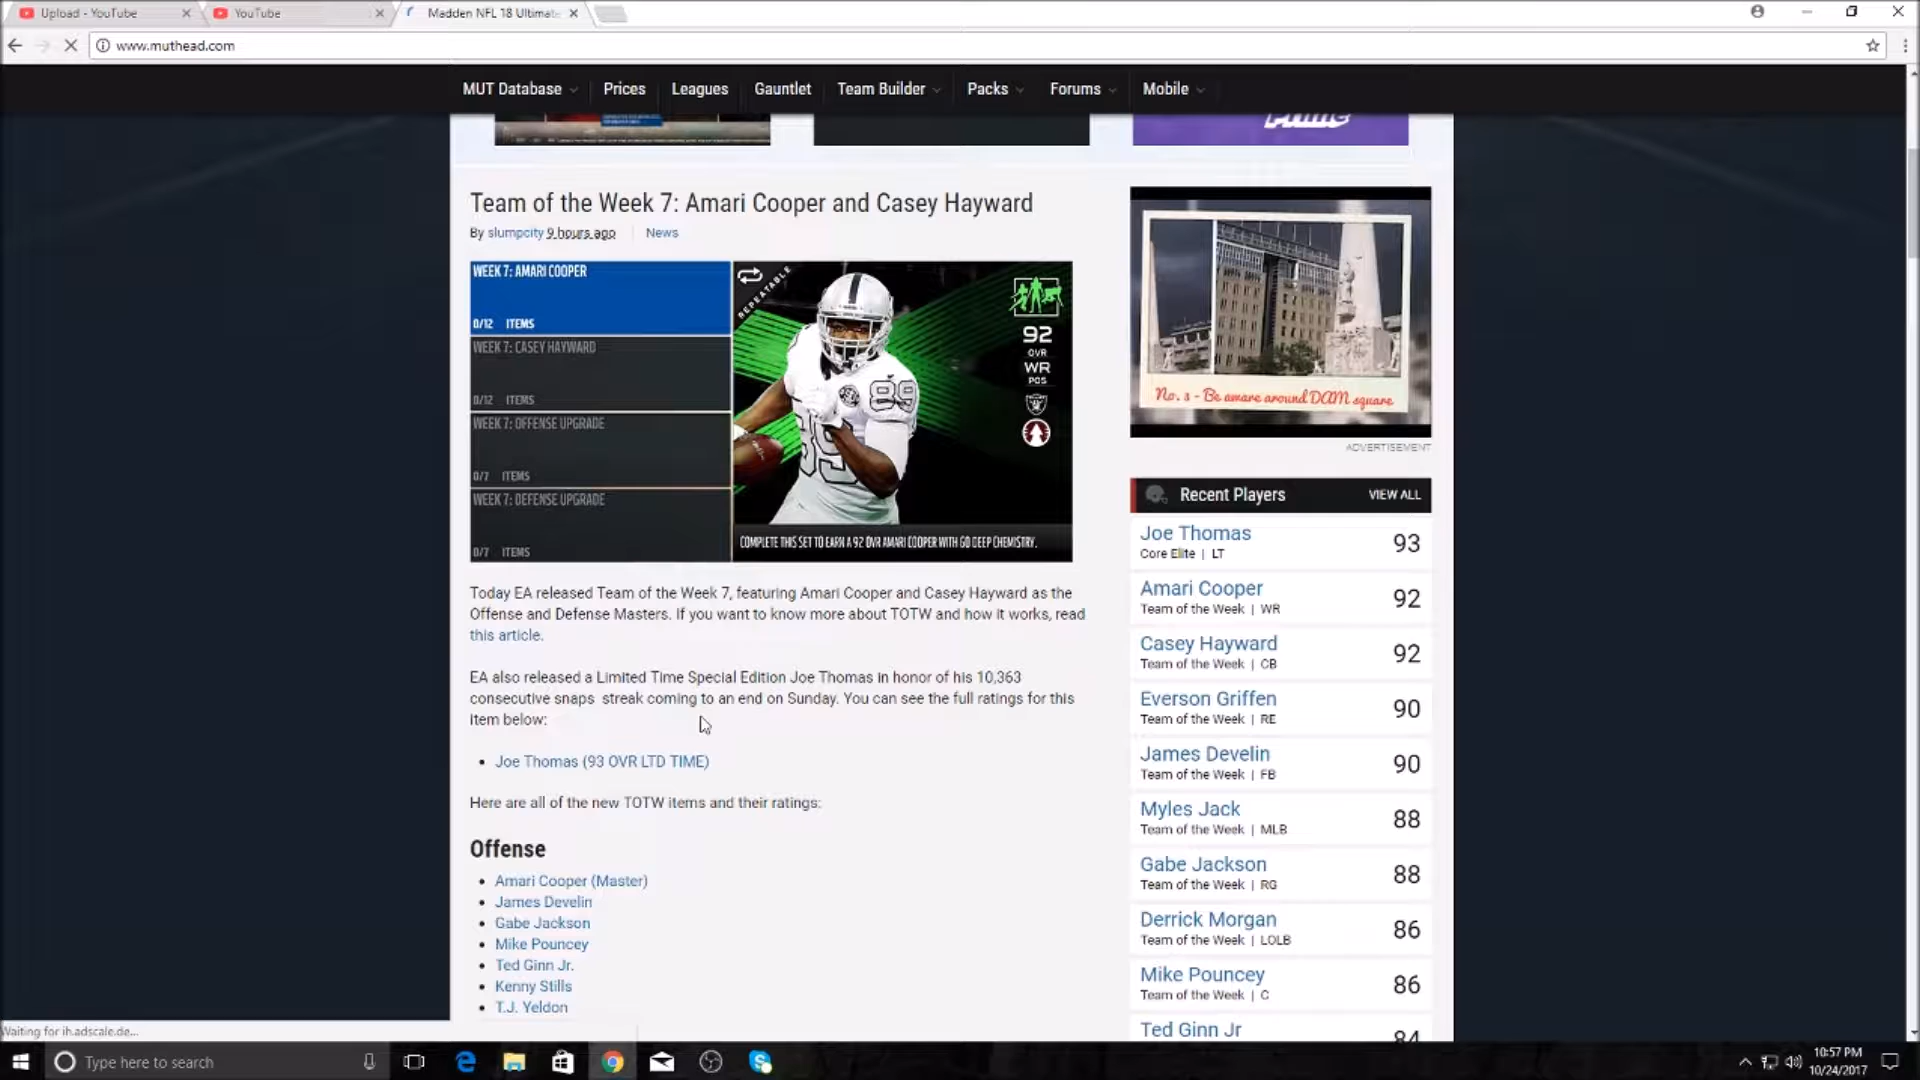 Upload - YouTube
YouTube
Madden NFL 18 Ultimate
www.muthead.com
MUT Database
Prices
Leagues
Gauntlet
Team Builder
Packs
Forums
Mobile
Prime
Team of the Week 7: Amari Cooper and Casey Hayward
By slumpcity 9 hours ago
News
WEEK 7: AMARI COOPER
0/12 ITEMS
WEEK 7: CASEY HAYWARD
0/12 ITEMS
WEEK 7: OFFENSE UPGRADE
0/7 ITEMS
WEEK 7: DEFENSE UPGRADE
0/7 ITEMS
REPEATABLE
92
OVR
WR
POS
89
89
COMPLETE THIS SET TO EARN A 92 OVR AMARI COOPER WITH GO DEEP CHEMISTRY.
Today EA released Team of the Week 7, featuring Amari Cooper and Casey Hayward as the
Offense and Defense Masters. If you want to know more about TOTW and how it works, read
this article.
EA also released a Limited Time Special Edition Joe Thomas in honor of his 10,363
consecutive snaps streak coming to an end on Sunday. You can see the full ratings for this
item below:
• Joe Thomas (93 OVR LTD TIME)
Here are all of the new TOTW items and their ratings:
Offense
• Amari Cooper (Master)
• James Develin
• Gabe Jackson
• Mike Pouncey
• Ted Ginn Jr.
• Kenny Stills
• T.J. Yeldon
No. 3 - Be aware around DAM square
ADVERTISEMENT
Recent Players VIEW ALL
Joe Thomas
Core Elite | LT
93
Amari Cooper
Team of the Week | WR
92
Casey Hayward
Team of the Week | CB
92
Everson Griffen
Team of the Week | RE
90
James Develin
Team of the Week | FB
90
Myles Jack
Team of the Week | MLB
88
Gabe Jackson
Team of the Week | RG
88
Derrick Morgan
Team of the Week | LOLB
86
Mike Pouncey
Team of the Week | C
86
Ted Ginn Jr
84
Waiting for ih.adscale.de...
Type here to search
10:57 PM
10/24/2017